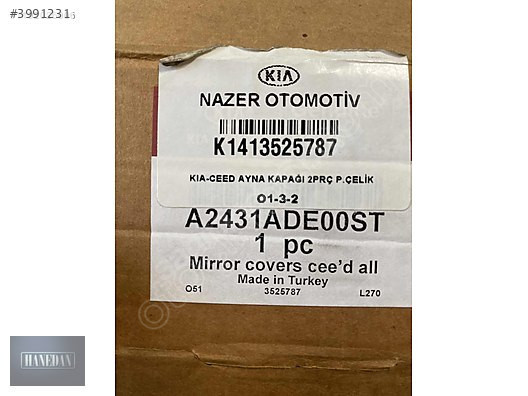 #3991231
KIA
NAZER OTOMOTİV
K1413525787
KIA-CEED AYNA KAPAĞI 2PRÇ P.ÇELİK
O1-3-2
A2431ADE00ST
1 pc
Mirror covers cee'd all
Made in Turkey
O51 3525787 L270
HANEDAN